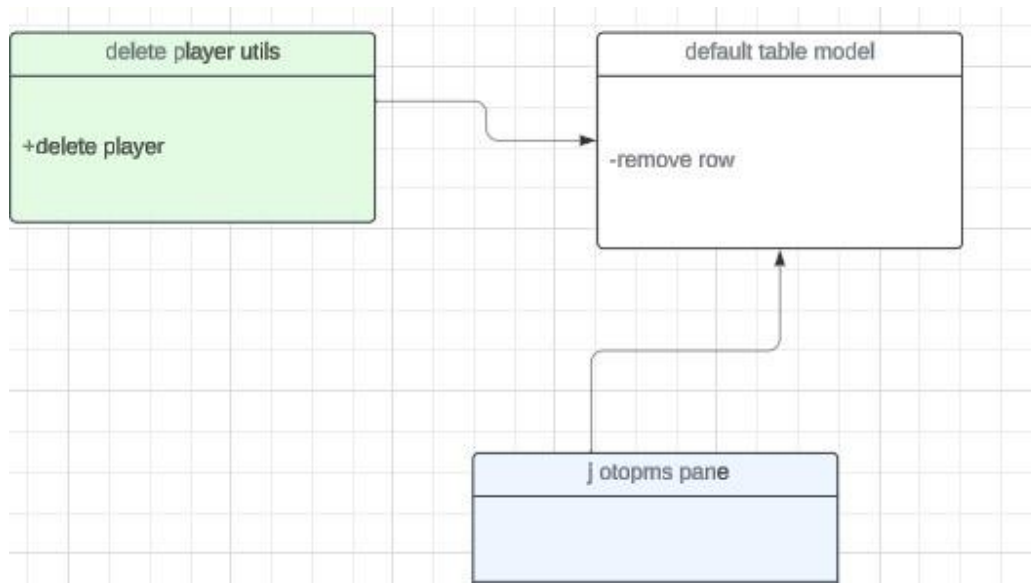 delete player utils
+delete player
default table model
-remove row
j otopms pane